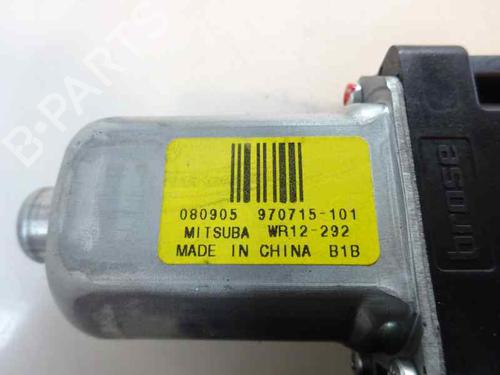 B-PARTS
080905 970715-101
MITSUBA WR12-292
MADE IN CHINA B1B
brose